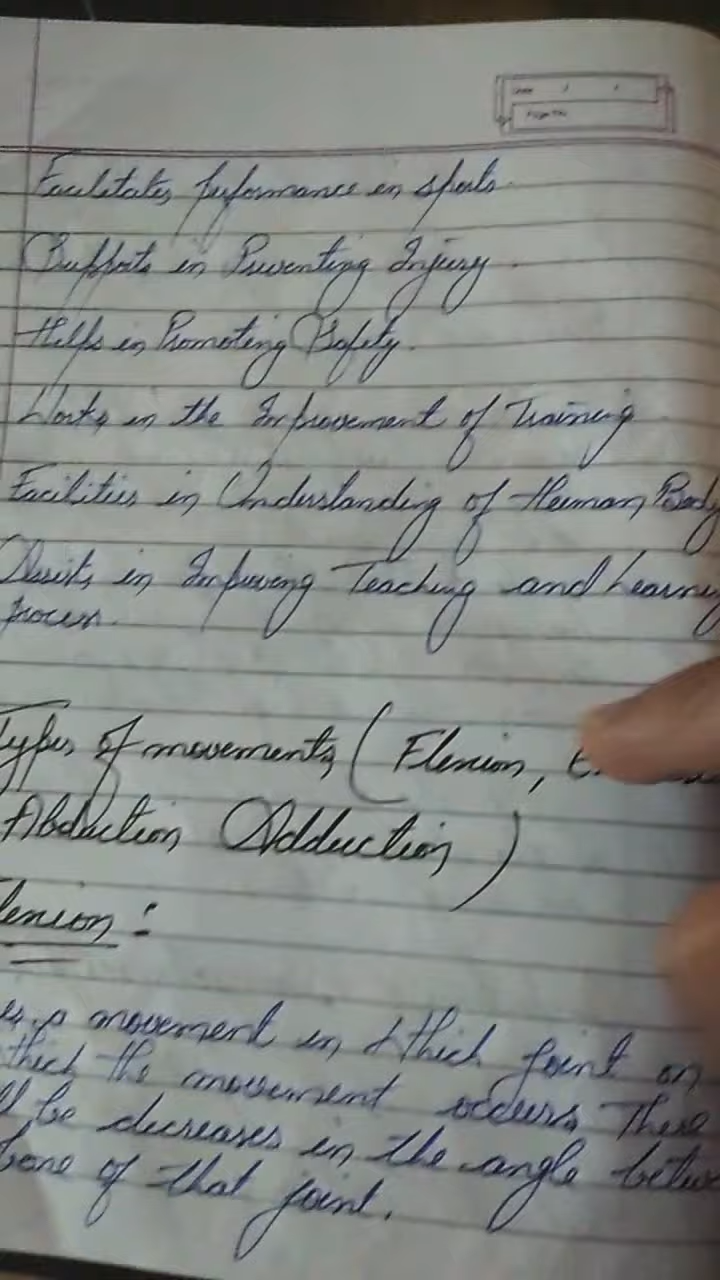 Facilitates performance in sports.
Supports in Preventing Injury
Helps in Promoting Safety.
Works in the Improvement of Training
Facilities in Understanding of Human Body
Assists in Improving Teaching and Learning
process.
Types of movements ( Flexion,
Abduction Adduction )
lexion :
movement in which joint on
which the movement occurs There
be decreases in the angle betwe
bone of that joint.